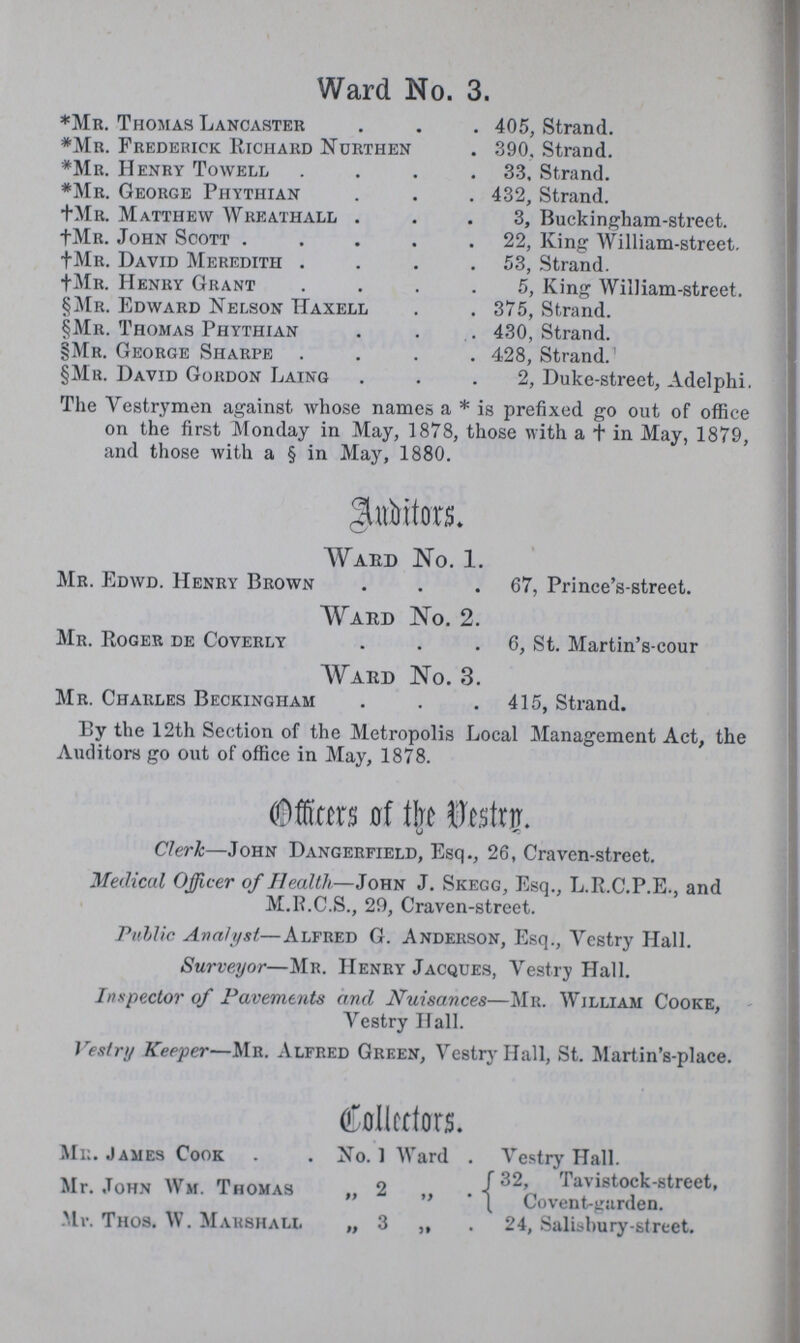 Ward No. 3.
*Mr. Thomas Lancaster . . . 405, Strand.
*Mr. Frederick Richard Nurthen . 390, Strand.
*Mr. Henry Towell . . . . 33, Strand.
*Mr. George Phythian . . . 432, Strand.
†Mr. Matthew Wreathall . . . 3, Buckingham-street.
†Mr. John Scott . . . . . 22, King William-street.
†Mr. David Meredith . . . . 53, Strand.
†Mr. Henry Grant . . . . 5, King William-street.
§Mr. Edward Nelson Haxell . . 375, Strand.
§Mr. Thomas Phythian . . . 430, Strand.
§Mr. George Sharpe . . . . 428, Strand.
§Mr. David Gordon Laing . . . 2, Duke-street, Adelphi.
The Vestrymen against whose names a * is prefixed go out of office
on the first Monday in May, 1878, those with a † in May, 1879,
and those with a § in May, 1880.
Auditors.
Ward No. 1.
Mr. Edwd. Henry Brown . . . 67, Prince's-street.
Ward No. 2.
Mr. Roger de Coverly . . . 6, St. Martin's-cour
Ward No. 3.
Mr. Charles Beckingham . . . 415, Strand.
By the 12th Section of the Metropolis Local Management Act, the
Auditors go out of office in May, 1878.
Officers of the Vestry.
Clerk—John Dangerfield, Esq., 26, Craven-street.
Medical Officer of Health—John J. Skegg, Esq., L.R.C.P.E., and
M.R.C.S., 29, Craven-street.
Public Analyst—Alfred G. Anderson, Esq., Vestry Hall.
Surveyor—Mr. Henry Jacques, Vestry Hall.
Inspector of Pavements and Nuisances—Mr. William Cooke,
Vestry Hall.
Vestry Keeper—Mr. Alfred Green, Vestry Hall, St. Martin's-place.
Collectors.
Mr. James Cook . . No. 1 Ward . Vestry Hall.
Mr. John Wm. Thomas „ 2 „ . { 32, Tavistock-street,
Covent-garden.
Mr. Thos. W. Marshall „ 3 „ . 24, Salisbury-street.